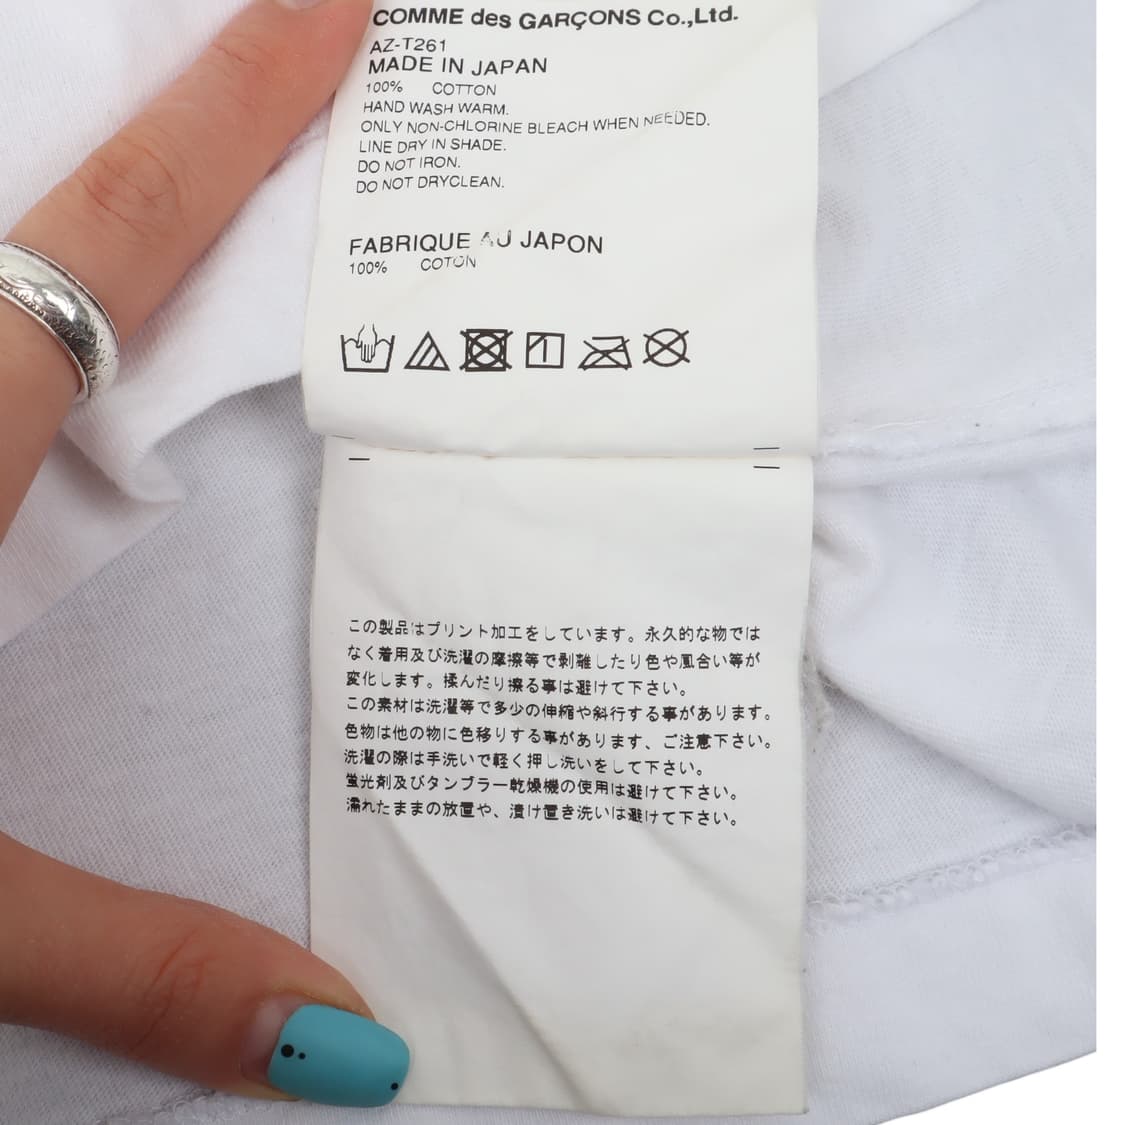 COMME des GARÇONS Co.,Ltd.
AZ-T261
MADE IN JAPAN
100% COTTON
HAND WASH WARM.
ONLY NON-CHLORINE BLEACH WHEN NEEDED.
LINE DRY IN SHADE.
DO NOT IRON.
DO NOT DRYCLEAN.
FABRIQUE AU JAPON
100% COTON
この製品はプリント加工をしています。永久的な物では
なく着用及び洗濯の摩擦等で剥離したり色や風合い等が
変化します。揉んだり擦る事は避けて下さい。
この素材は洗濯等で多少の伸縮や斜行する事があります。
色物は他の物に色移りする事があります、ご注意下さい。
洗濯の際は手洗いで軽く押し洗いをして下さい。
蛍光剤及びタンブラー乾燥機の使用は避けて下さい。
濡れたままの放置や、漬け置き洗いは避けて下さい。